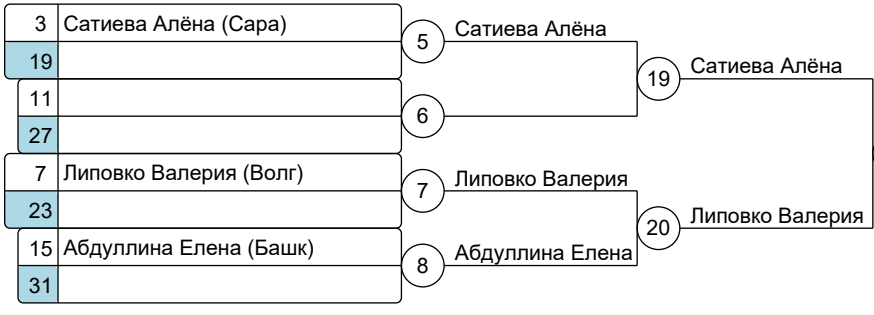 3 Сатиева Алёна (Сара)
19
5 Сатиева Алёна
11
27
6
19 Сатиева Алёна
7 Липовко Валерия (Волг)
23
7 Липовко Валерия
15 Абдуллина Елена (Башк)
31
8 Абдуллина Елена
20 Липовко Валерия